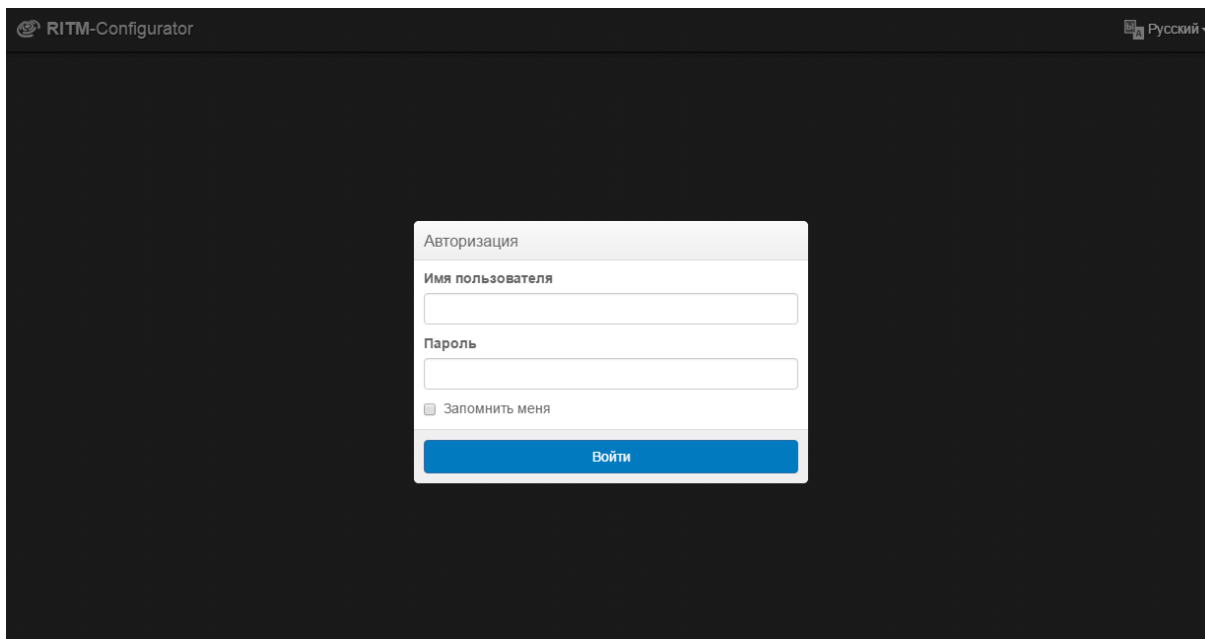 RITM-Configurator
Русский
Авторизация
Имя пользователя
Пароль
Запомнить меня
Войти